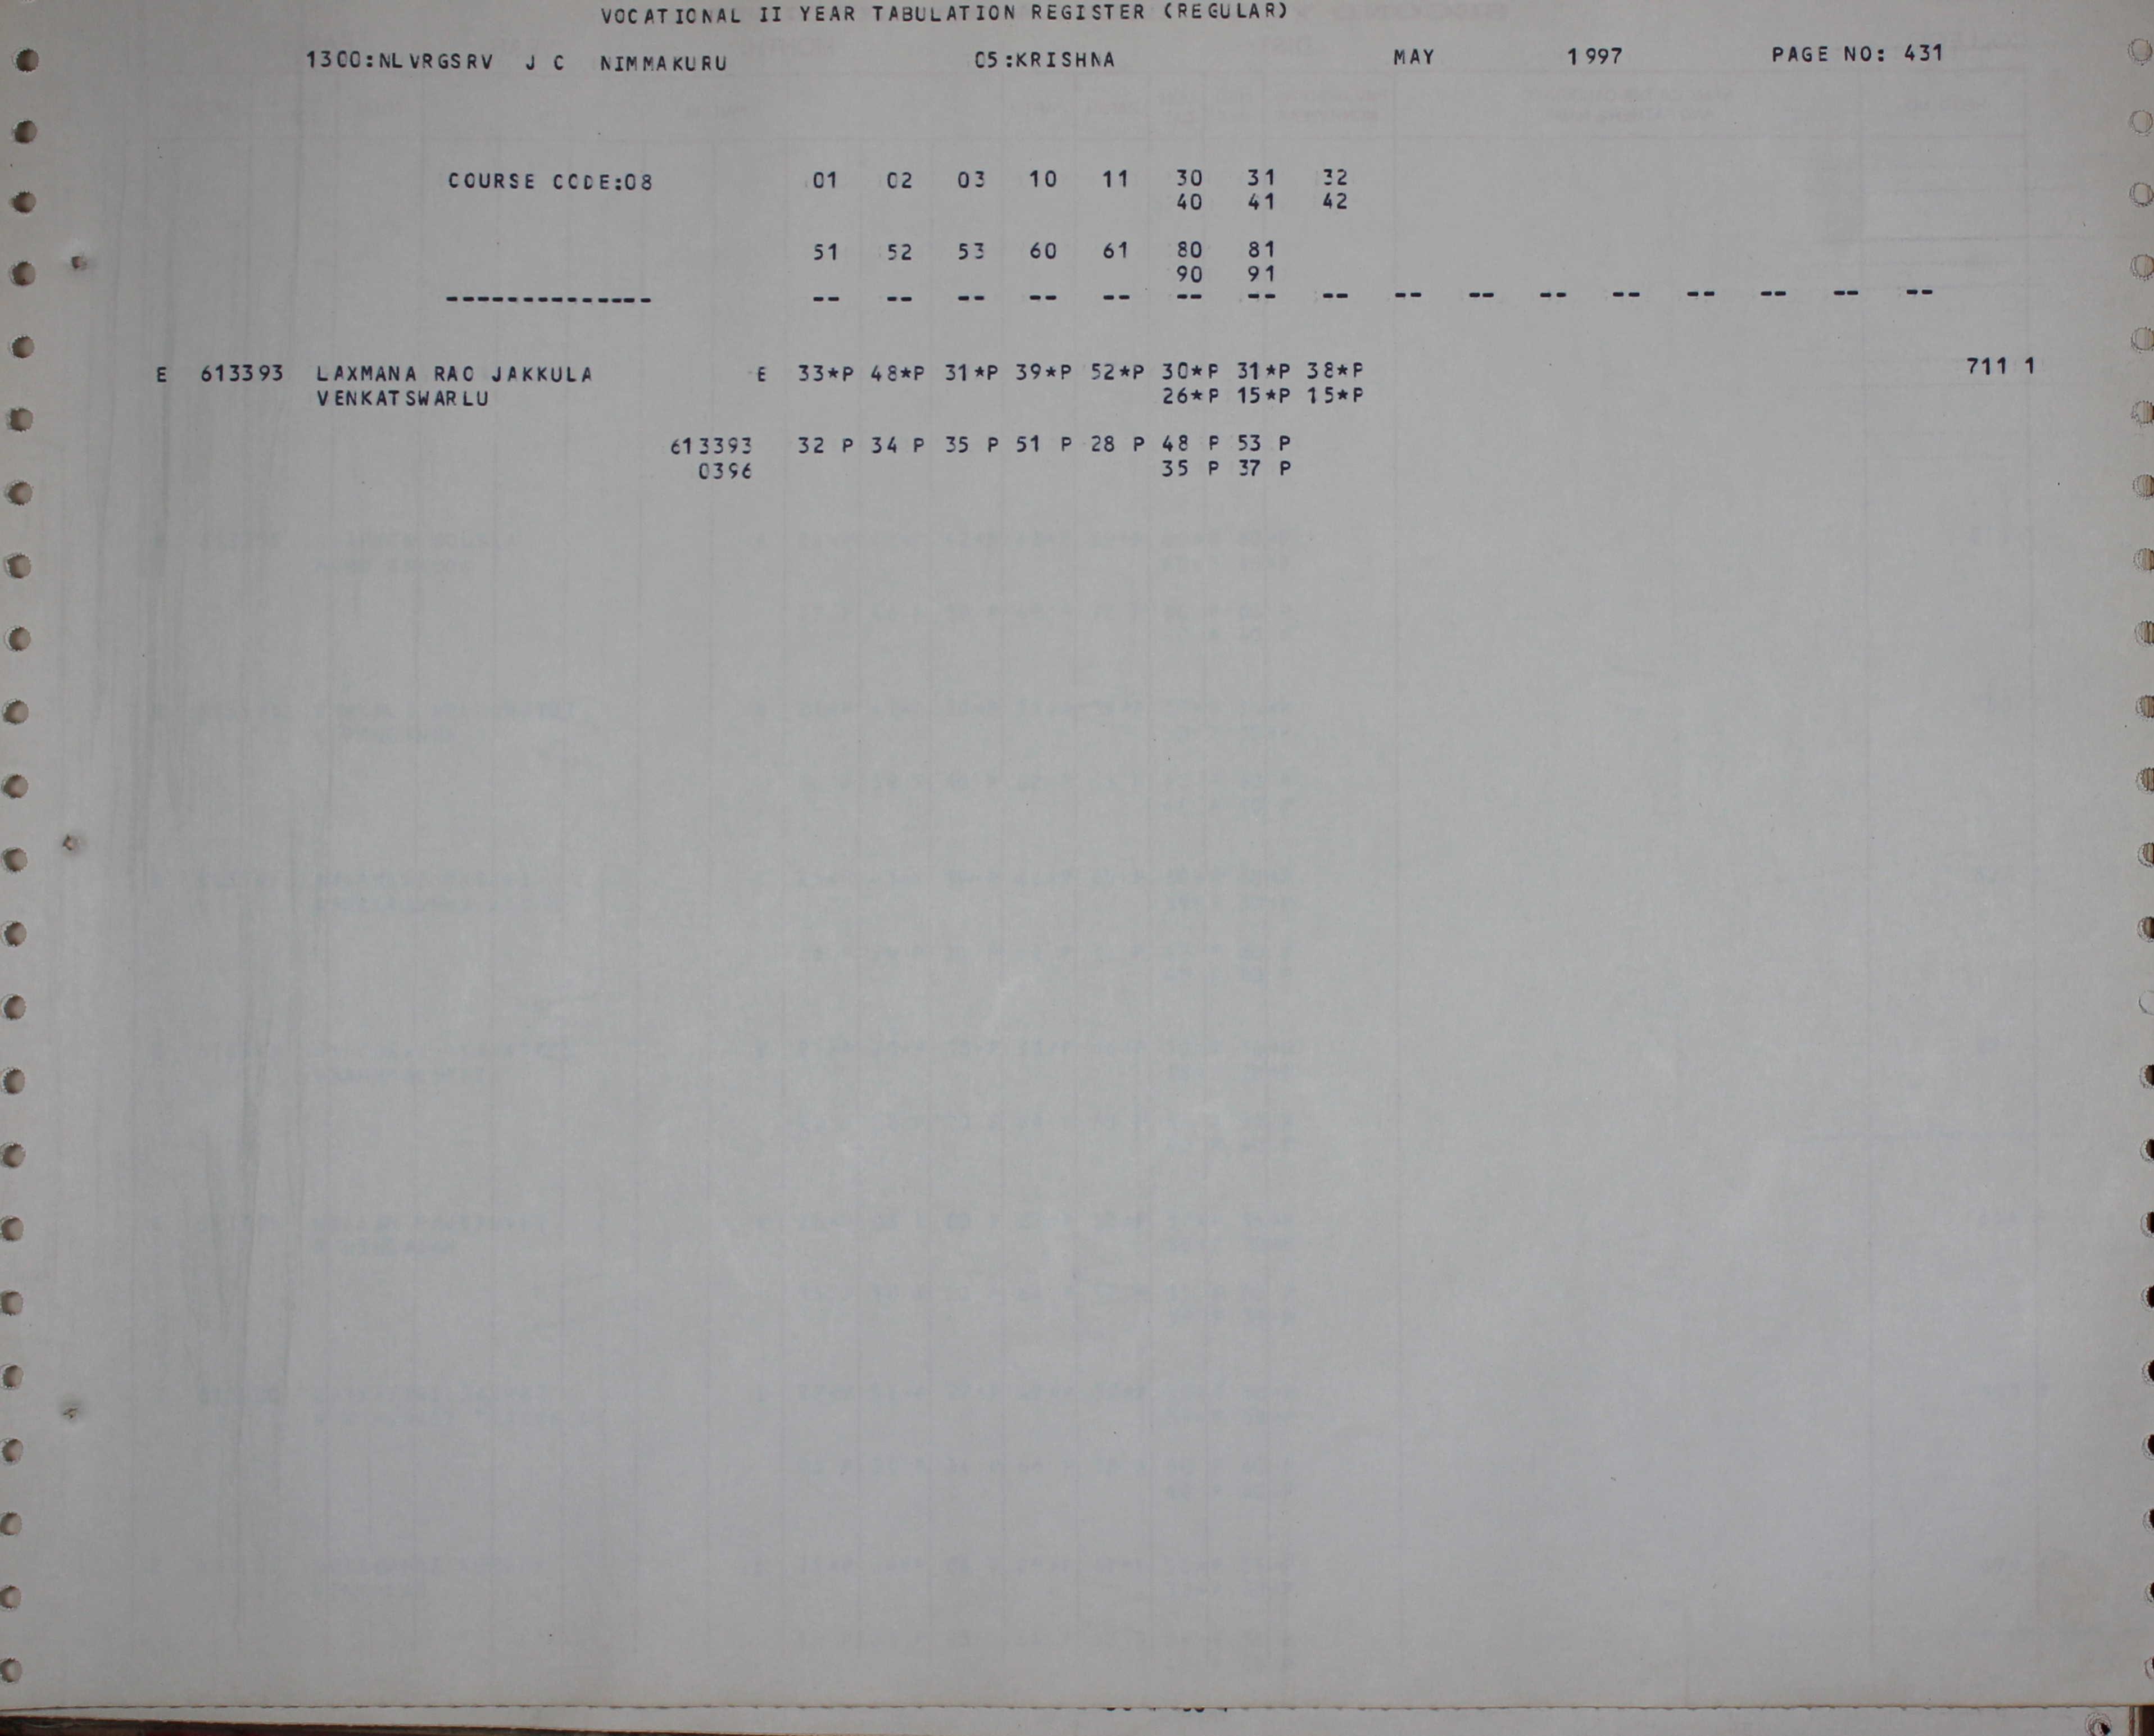 VOCATIONAL II YEAR TABULATION REGISTER (REGULAR)
1300:NLVRGSRV J C NIMMAKURU 05:KRISHNA MAY 1997 PAGE NO: 431
COURSE CODE:08 01 02 03 10 11 30 31 32
40 41 42
51 52 53 60 61 80 81
90 91
-------------- -- -- -- -- -- -- -- -- -- -- -- -- -- -- -- --
E 613393 LAXMANA RAO JAKKULA E 33*P 48*P 31*P 39*P 52*P 30*P 31*P 38*P 711 1
VENKATSWARLU 26*P 15*P 15*P
613393 32 P 34 P 35 P 51 P 28 P 48 P 53 P
0396 35 P 37 P